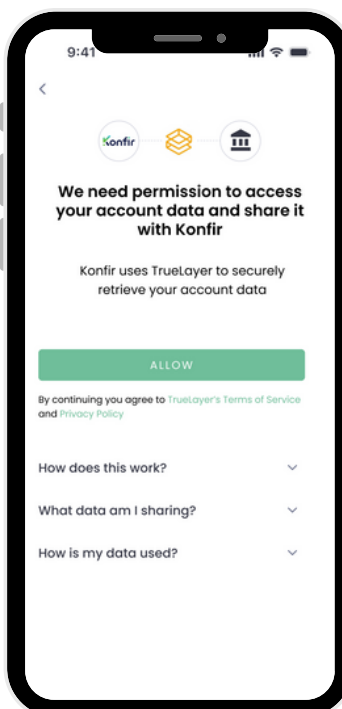 9:41
Konfir
We need permission to access
your account data and share it
with Konfir
Konfir uses TrueLayer to securely
retrieve your account data
ALLOW
By continuing you agree to TrueLayer's Terms of Service
and Privacy Policy
How does this work?
What data am I sharing?
How is my data used?